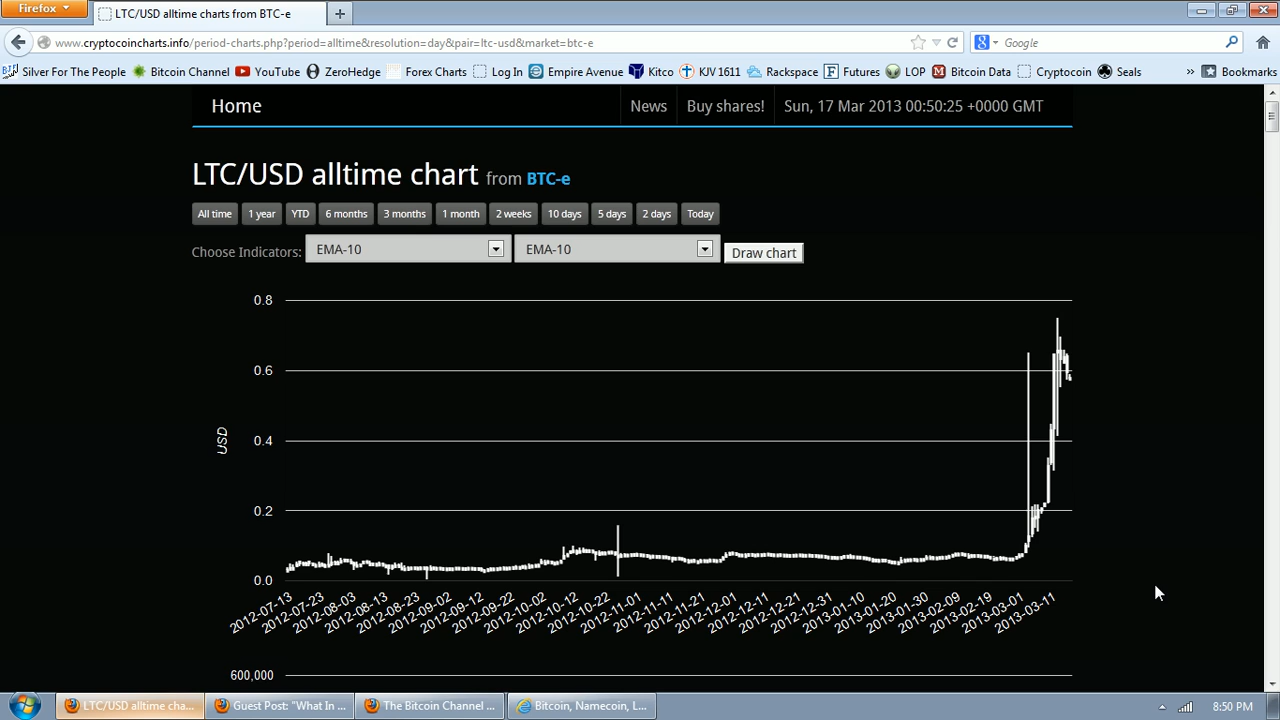 Firefox
LTC/USD alltime charts from BTC-e
www.cryptocoincharts.info/period-charts.php?period=alltime&resolution=day&pair=ltc-usd&market=btc-e
Google
Silver For The People Bitcoin Channel YouTube ZeroHedge Forex Charts Log In Empire Avenue Kitco KJV 1611 Rackspace Futures LOP Bitcoin Data Cryptocoin Seals » Bookmarks
Home News Buy shares! Sun, 17 Mar 2013 00:50:25 +0000 GMT
LTC/USD alltime chart from BTC-e
All time 1 year YTD 6 months 3 months 1 month 2 weeks 10 days 5 days 2 days Today
Choose Indicators: EMA-10 EMA-10 Draw chart
0.8
0.6
USD
0.4
0.2
0.0
2012-07-13 2012-07-23 2012-08-03 2012-08-13 2012-08-23 2012-09-02 2012-09-12 2012-09-22 2012-10-02 2012-10-12 2012-10-22 2012-11-01 2012-11-11 2012-11-21 2012-12-01 2012-12-11 2012-12-21 2012-12-31 2013-01-10 2013-01-20 2013-01-30 2013-02-09 2013-02-19 2013-03-01 2013-03-11
600,000
LTC/USD alltime cha... Guest Post: "What In ... The Bitcoin Channel ... Bitcoin, Namecoin, L... 8:50 PM